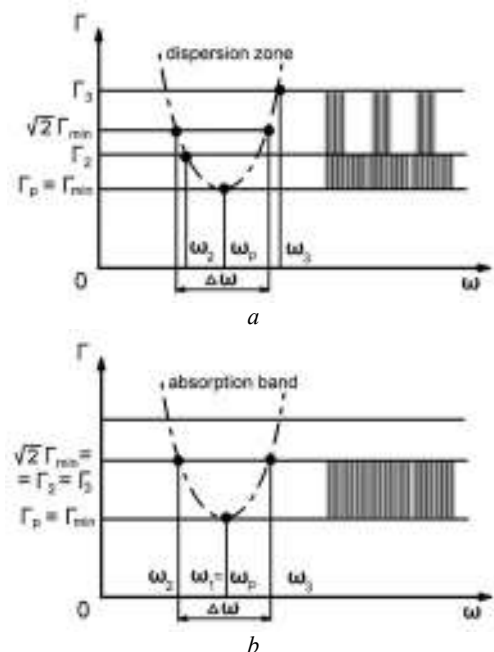 Γ
dispersion zone
Γ₃
√2 Γmin
Γ₂
Γp = Γmin
ω₂ ωp ω₃
0
Δω
ω
a
Γ
absorption band
√2 Γmin =
= Γ₂ = Γ₃
Γp = Γmin
ω₂ ω₁ = ωp ω₃
0
Δω
ω
b